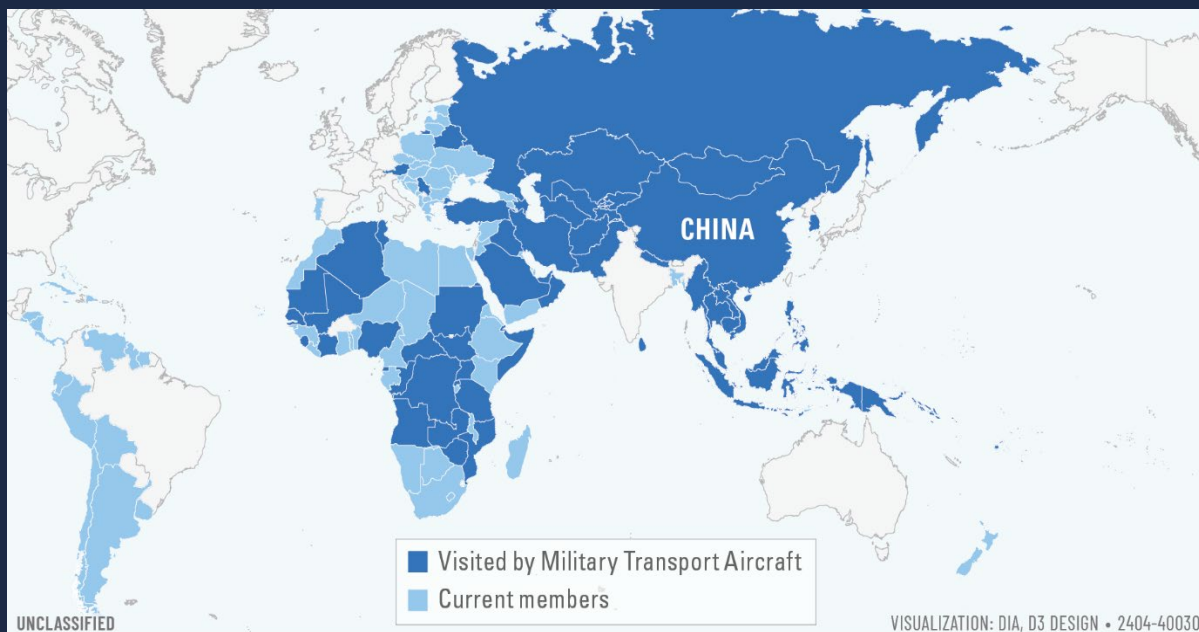 CHINA
Visited by Military Transport Aircraft
Current members
UNCLASSIFIED
VISUALIZATION: DIA, D3 DESIGN • 2404-40030